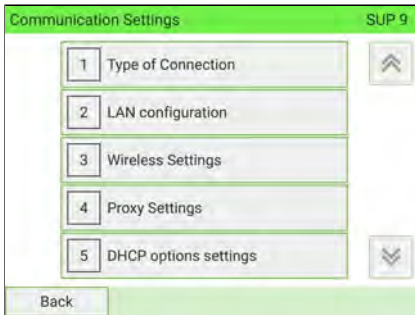 Communication Settings SUP 9
1 Type of Connection
2 LAN configuration
3 Wireless Settings
4 Proxy Settings
5 DHCP options settings
Back